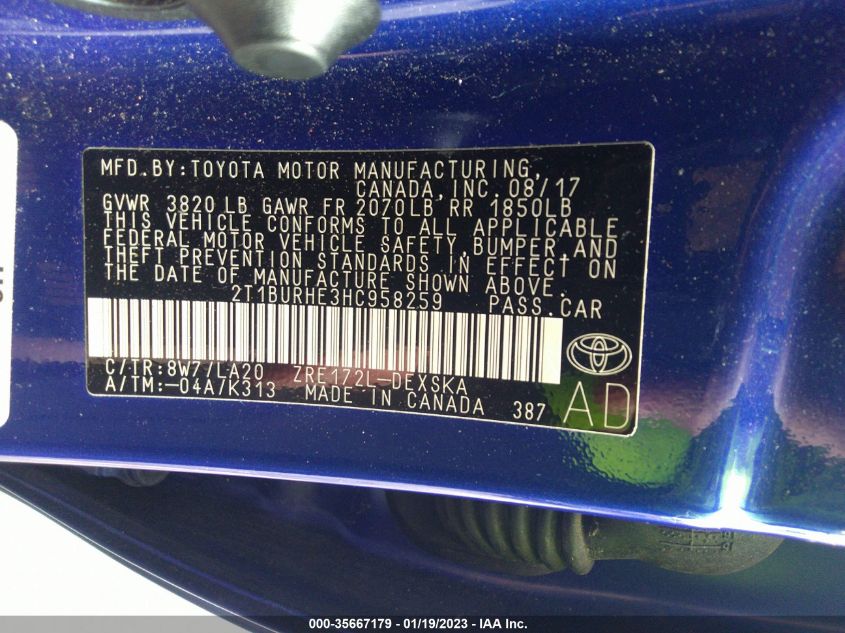 MFD.BY:TOYOTA MOTOR MANUFACTURING,
CANADA, INC. 08/17
GVWR 3820 LB GAWR FR 2070LB RR 1850LB
THIS VEHICLE CONFORMS TO ALL APPLICABLE
FEDERAL MOTOR VEHICLE SAFETY, BUMPER, AND
THEFT PREVENTION STANDARDS IN EFFECT ON
THE DATE OF MANUFACTURE SHOWN ABOVE.
2T1BURHE3HC958259 PASS.CAR
C/TR:8W77LA20 ZRE172L-DEXSKA
A/TM:-04A/K313 MADE IN CANADA 387
AD
000-35667179 - 01/19/2023 - IAA Inc.